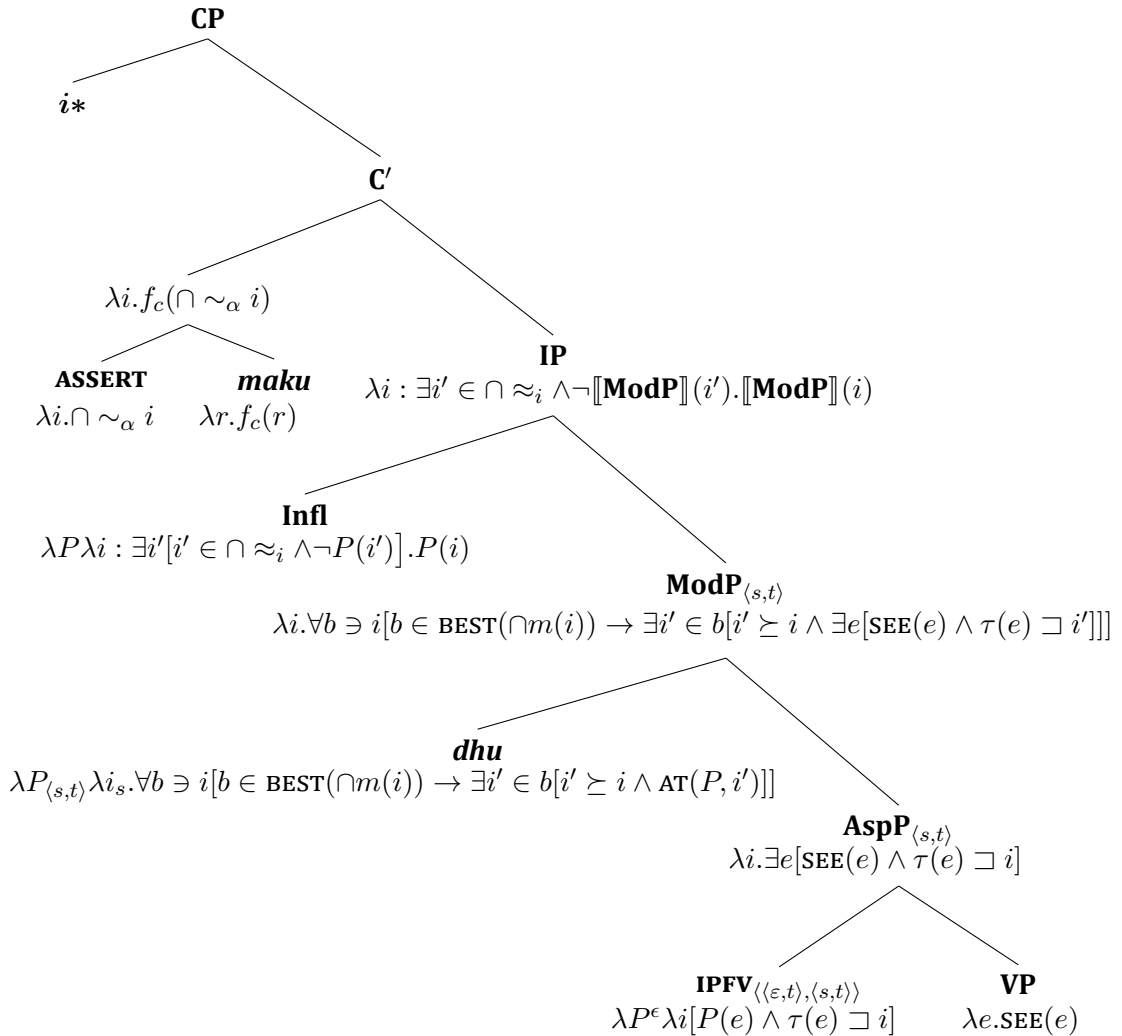 CP
i*
C′
λi.f_c(∩ ∼_α i)
ASSERT maku
λi.∩ ∼_α i λr.f_c(r)
IP
λi : ∃i′ ∈ ∩ ≈_i ∧¬⟦ModP⟧(i′).⟦ModP⟧(i)
Infl
λPλi : ∃i′[i′ ∈ ∩ ≈_i ∧¬P(i′)].P(i)
ModP_⟨s,t⟩
λi.∀b ∋ i[b ∈ BEST(∩m(i)) → ∃i′ ∈ b[i′ ⪰ i ∧ ∃e[SEE(e) ∧ τ(e) ⊐ i′]]]
dhu
λP_⟨s,t⟩λi_s.∀b ∋ i[b ∈ BEST(∩m(i)) → ∃i′ ∈ b[i′ ⪰ i ∧ AT(P, i′)]]
AspP_⟨s,t⟩
λi.∃e[SEE(e) ∧ τ(e) ⊐ i]
IPFV_⟨⟨ε,t⟩,⟨s,t⟩⟩ VP
λP^ϵλi[P(e) ∧ τ(e) ⊐ i] λe.SEE(e)